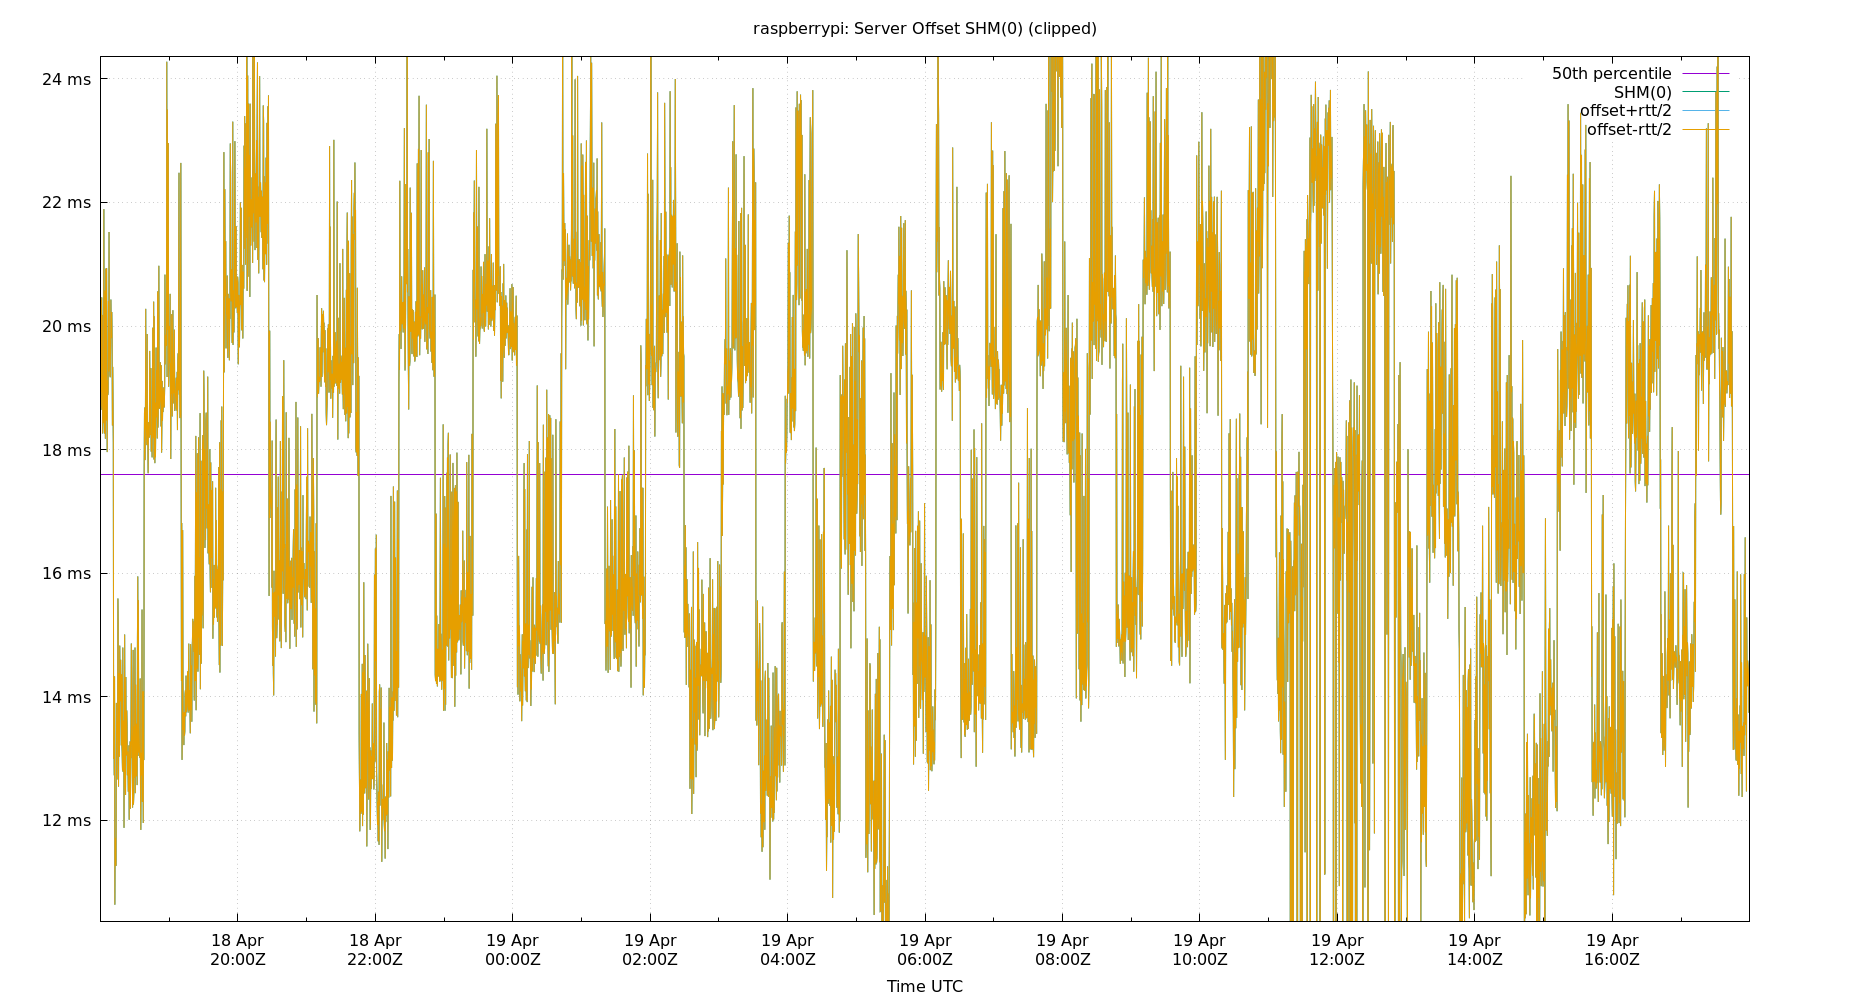 raspberrypi: Server Offset SHM(0) (clipped)
24 ms
22 ms
20 ms
18 ms
16 ms
14 ms
12 ms
50th percentile
SHM(0)
offset+rtt/2
offset-rtt/2
18 Apr 18 Apr 19 Apr 19 Apr 19 Apr 19 Apr 19 Apr 19 Apr 19 Apr 19 Apr 19 Apr
20:00Z 22:00Z 00:00Z 02:00Z 04:00Z 06:00Z 08:00Z 10:00Z 12:00Z 14:00Z 16:00Z
Time UTC